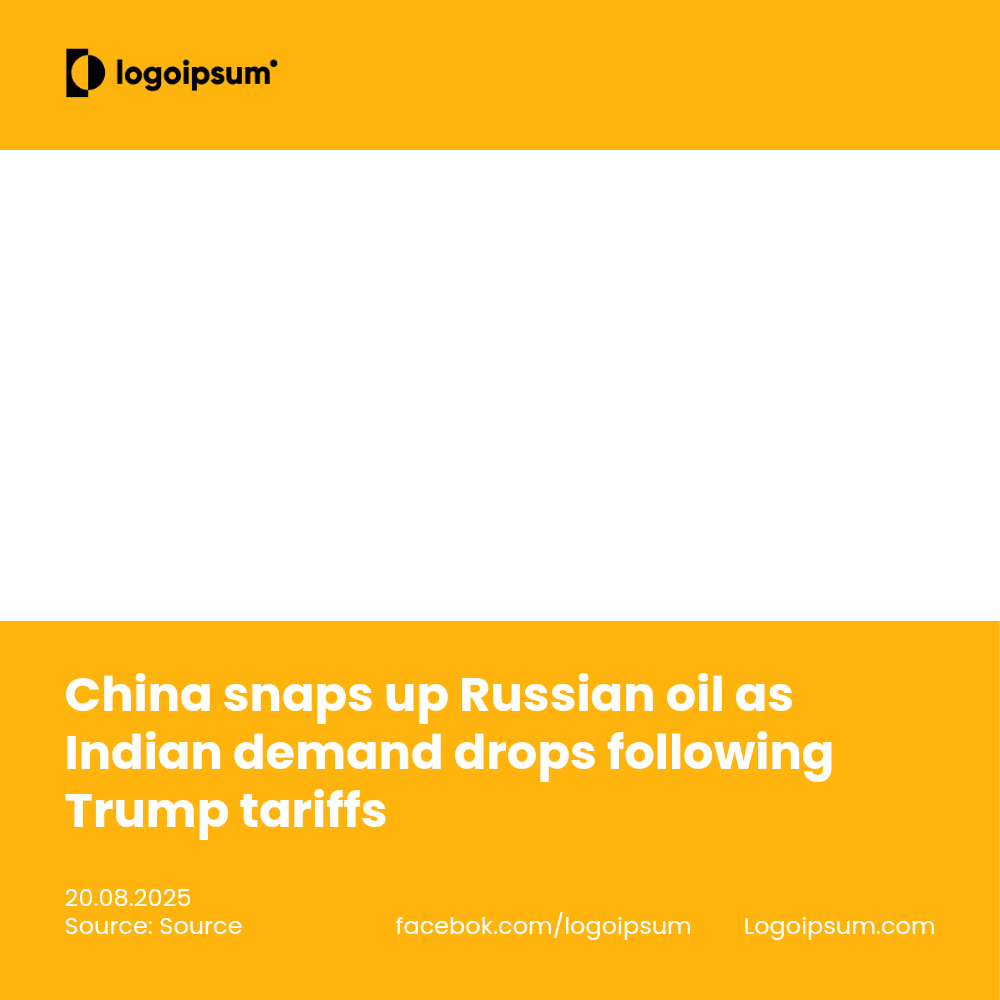 logoipsum
China snaps up Russian oil as
Indian demand drops following
Trump tariffs
20.08.2025
Source: Source
facebok.com/logoipsum
Logoipsum.com